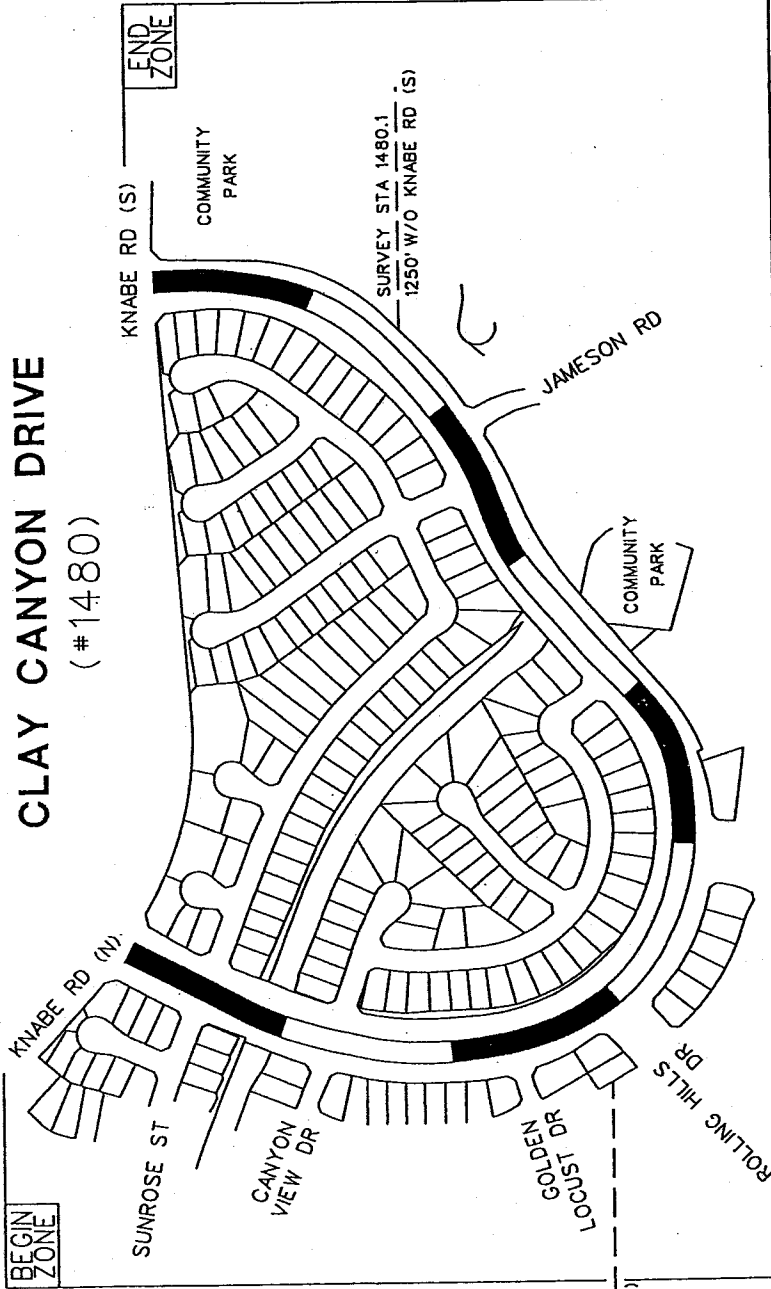 CLAY CANYON DRIVE
(#1480)
BEGIN
ZONE
END
ZONE
KNABE RD (N)
KNABE RD (S)
COMMUNITY
PARK
SURVEY STA 1480.1
1250' W/O KNABE RD (S)
JAMESON RD
COMMUNITY
PARK
SUNROSE ST
CANYON
VIEW DR
GOLDEN
LOCUST DR
ROLLING HILLS
DR